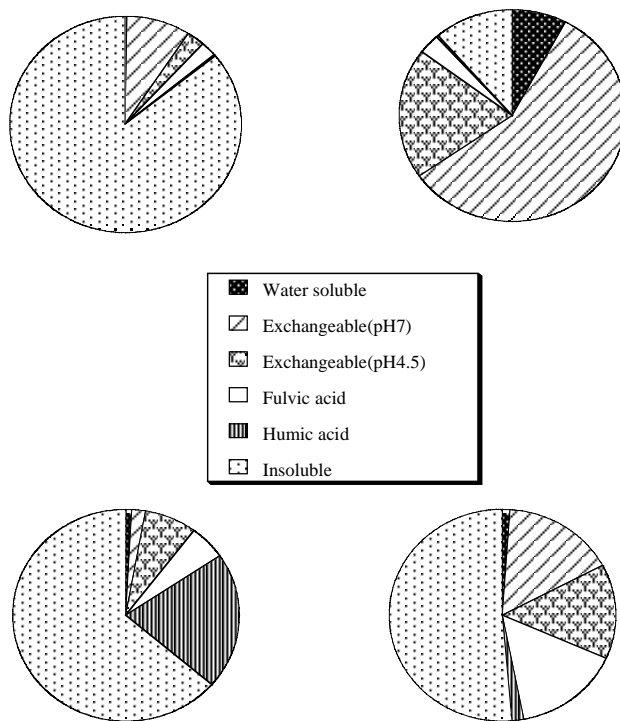 Water soluble
Exchangeable(pH7)
Exchangeable(pH4.5)
Fulvic acid
Humic acid
Insoluble